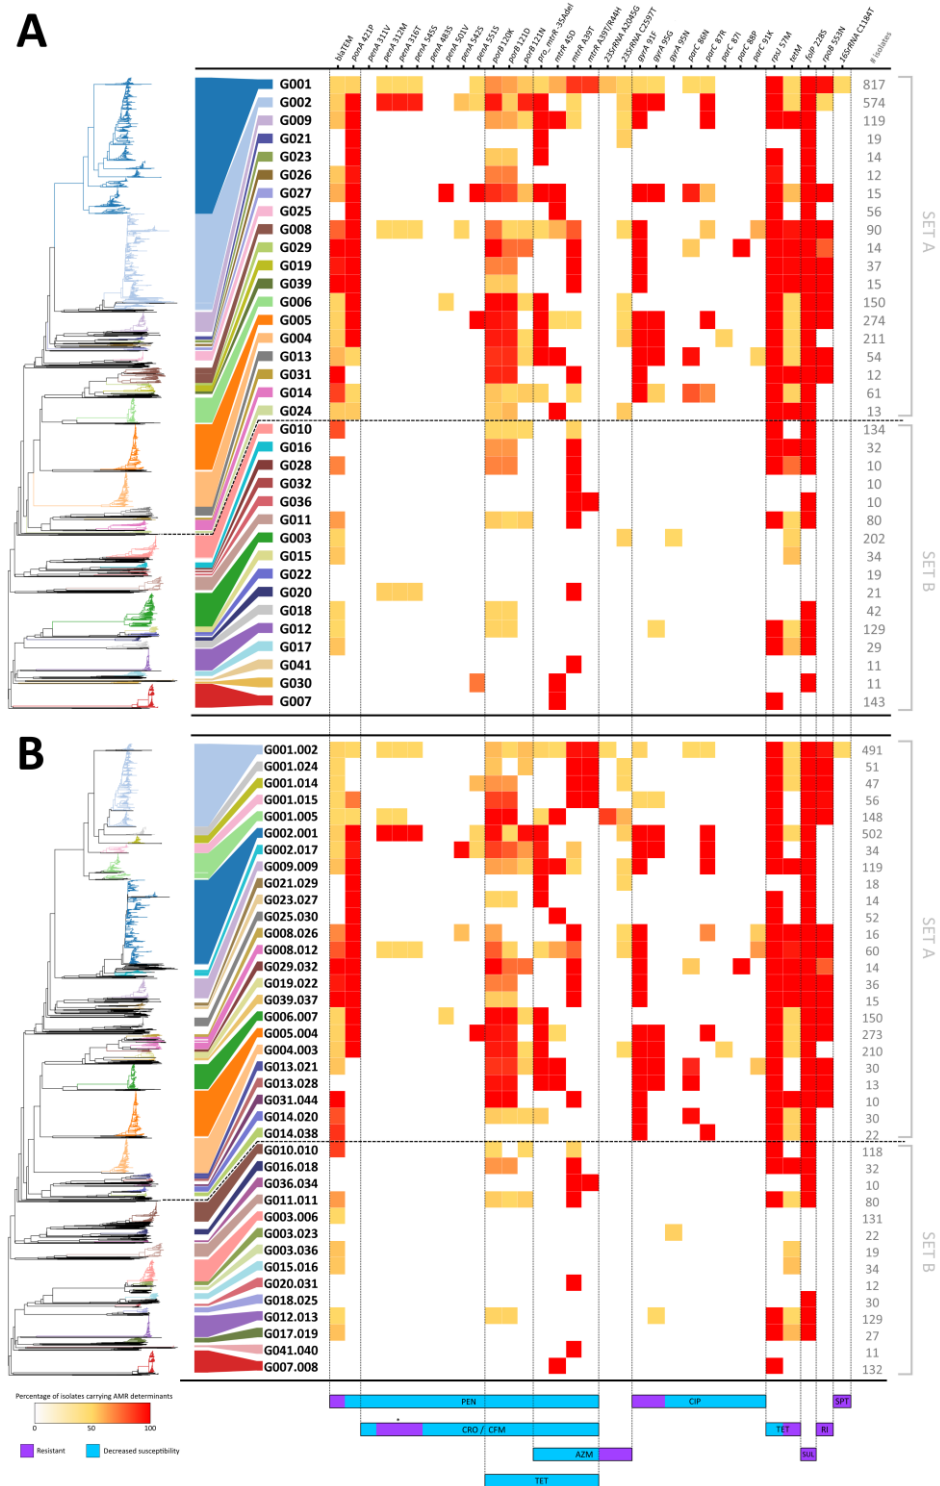 A
blaTEM
ponA 421P
penA 311V
penA 312M
penA 316T
penA 545S
penA 483S
penA 501V
penA 542S
penA 551S
porB 120K
porB 121D
porB 121N
pro_mtrR -35Adel
mtrR 45D
mtrR A39T
mtrR A39T/R44H
23SrRNA A2045G
23SrRNA C2597T
gyrA 91F
gyrA 95G
gyrA 95N
parC 86N
parC 87R
parC 87I
parC 88P
parC 91K
rpsJ 57M
tetM
folP 228S
rpoB 553N
16SrRNA C1184T
# isolates
G001 817
G002 574
G009 119
G021 19
G023 14
G026 12
G027 15
G025 56
G008 90
G029 14
G019 37
G039 15
G006 150
G005 274
G004 211
G013 54
G031 12
G014 61
G024 13
SET A
G010 134
G016 32
G028 10
G032 10
G036 10
G011 80
G003 202
G015 34
G022 19
G020 21
G018 42
G012 129
G017 29
G041 11
G030 11
G007 143
SET B
B
G001.002 491
G001.024 51
G001.014 47
G001.015 56
G001.005 148
G002.001 502
G002.017 34
G009.009 119
G021.029 18
G023.027 14
G025.030 52
G008.026 16
G008.012 60
G029.032 14
G019.022 36
G039.037 15
G006.007 150
G005.004 273
G004.003 210
G013.021 30
G013.028 13
G031.044 10
G014.020 30
G014.038 22
SET A
G010.010 118
G016.018 32
G036.034 10
G011.011 80
G003.006 131
G003.023 22
G003.036 19
G015.016 34
G020.031 12
G018.025 30
G012.013 129
G017.019 27
G041.040 11
G007.008 132
SET B
Percentage of isolates carrying AMR determinants
0 50 100
Resistant Decreased susceptibility
PEN CIP SPT
*
CRO / CFM TET RI
AZM SUL
TET